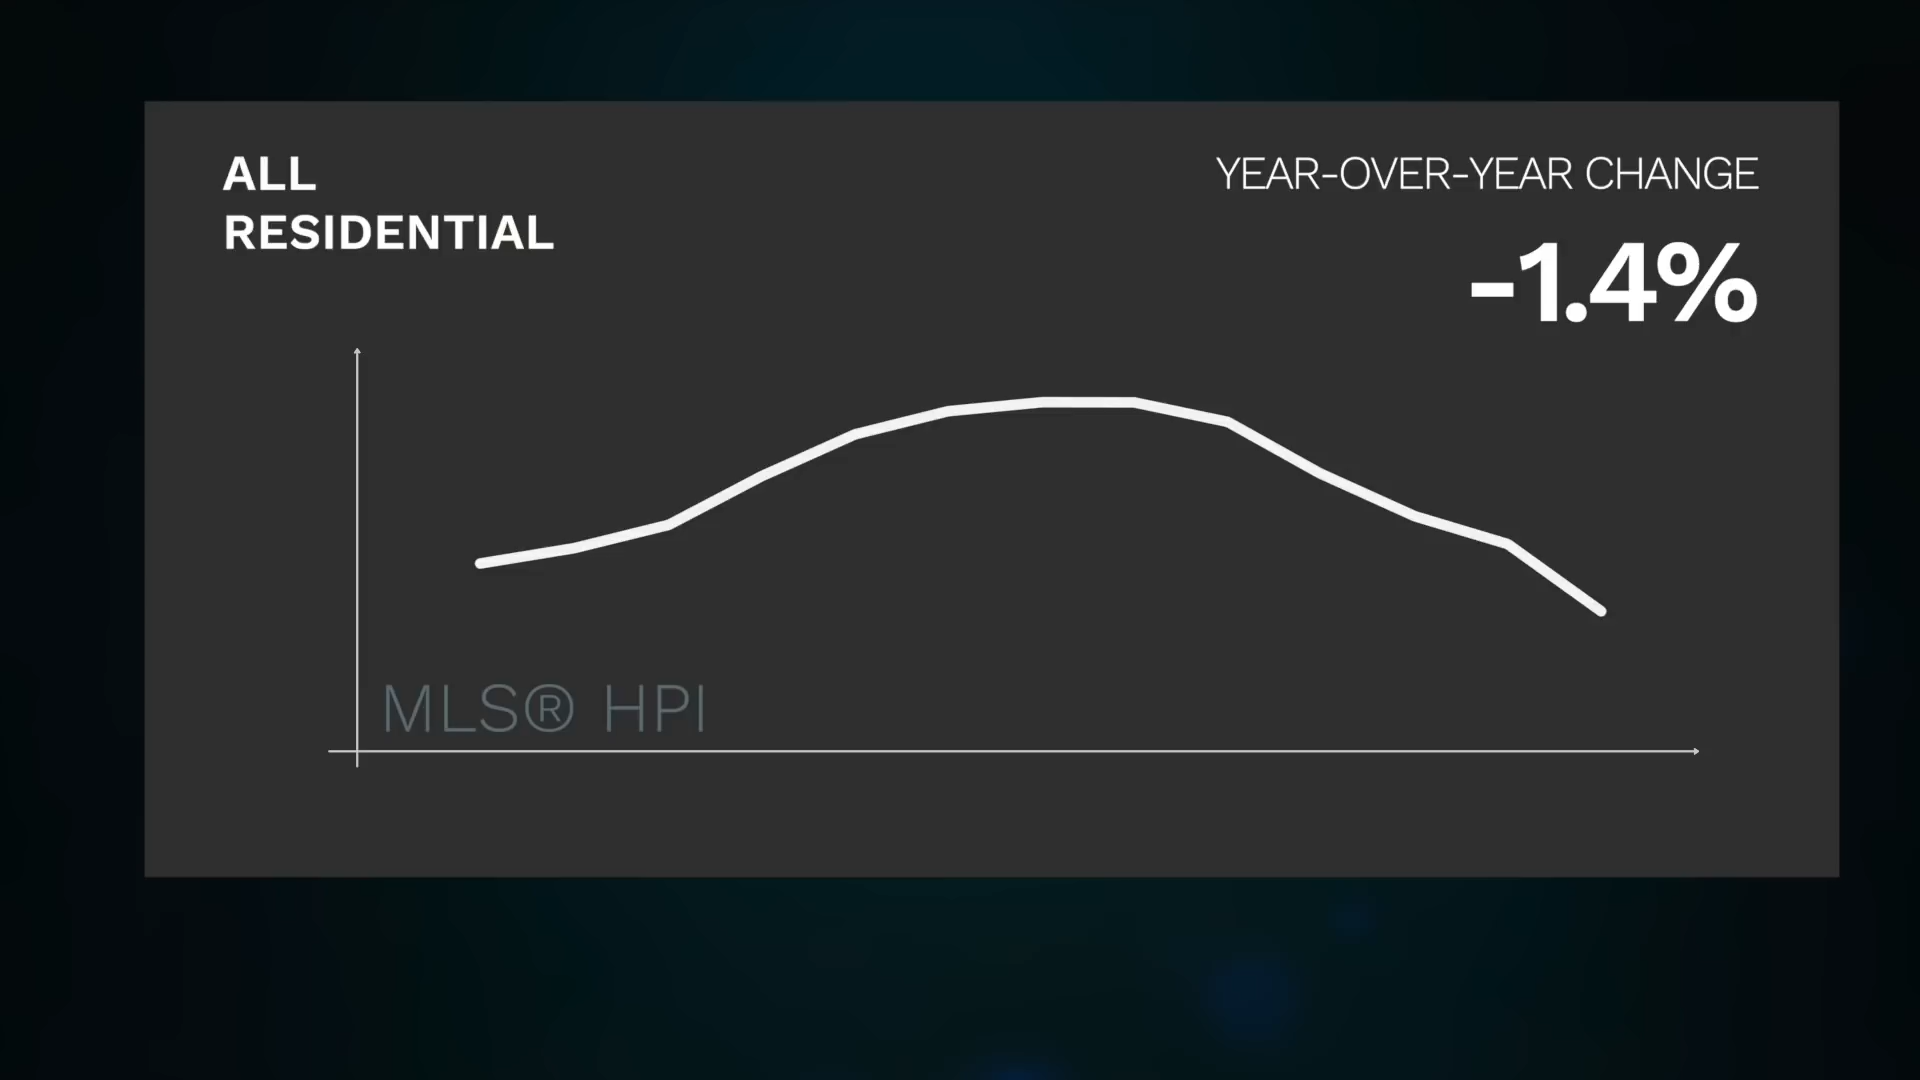 ALL
RESIDENTIAL
YEAR-OVER-YEAR CHANGE
-1.4%
MLS® HPI